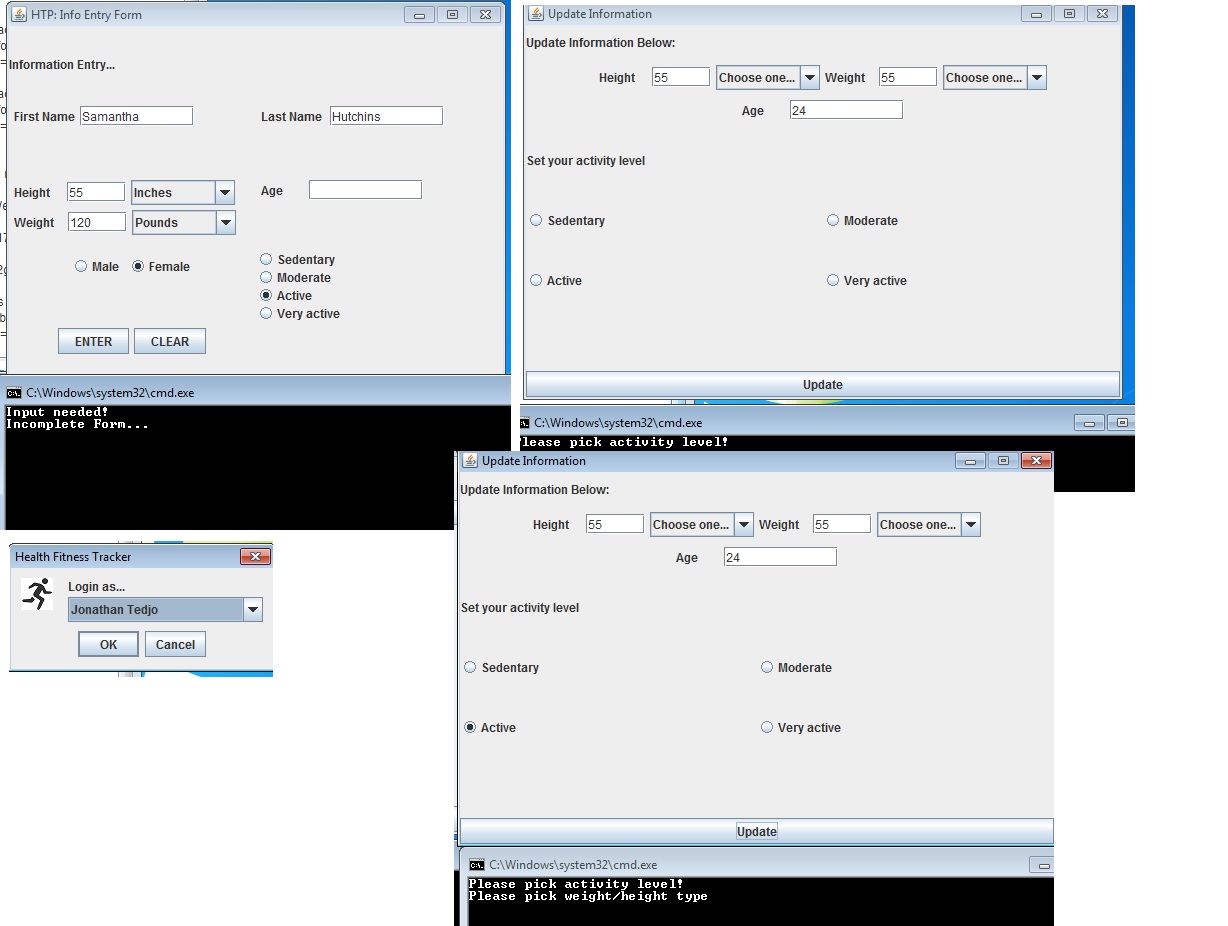 HTP: Info Entry Form
Information Entry...
First Name Samantha Last Name Hutchins
Height 55 Inches Age
Weight 120 Pounds
Male Female
Sedentary
Moderate
Active
Very active
ENTER CLEAR
C:\Windows\system32\cmd.exe
Input needed!
Incomplete Form...
Update Information
Update Information Below:
Height 55 Choose one... Weight 55 Choose one...
Age 24
Set your activity level
Sedentary Moderate
Active Very active
Update
C:\Windows\system32\cmd.exe
Please pick activity level!
Health Fitness Tracker
Login as...
Jonathan Tedjo
OK Cancel
Update Information
Update Information Below:
Height 55 Choose one... Weight 55 Choose one...
Age 24
Set your activity level
Sedentary Moderate
Active Very active
Update
C:\Windows\system32\cmd.exe
Please pick activity level!
Please pick weight/height type